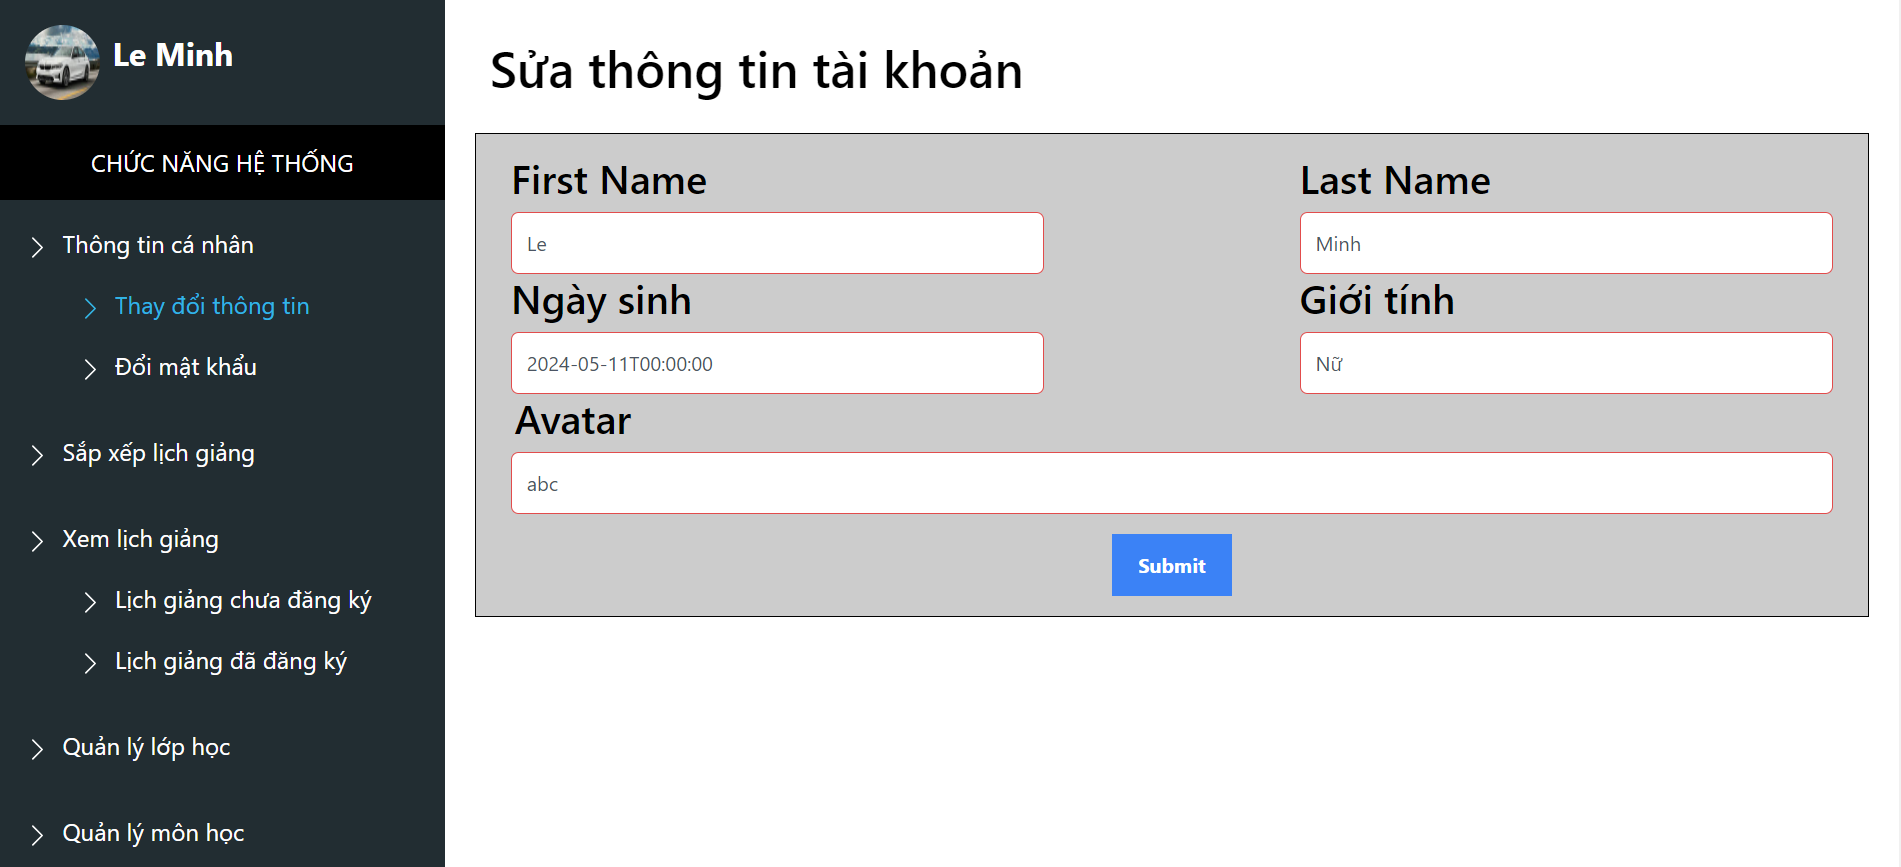 Le Minh
CHỨC NĂNG HỆ THỐNG
Thông tin cá nhân
Thay đổi thông tin
Đổi mật khẩu
Sắp xếp lịch giảng
Xem lịch giảng
Lịch giảng chưa đăng ký
Lịch giảng đã đăng ký
Quản lý lớp học
Quản lý môn học
Sửa thông tin tài khoản
First Name
Last Name
Le
Minh
Ngày sinh
Giới tính
2024-05-11T00:00:00
Nữ
Avatar
abc
Submit